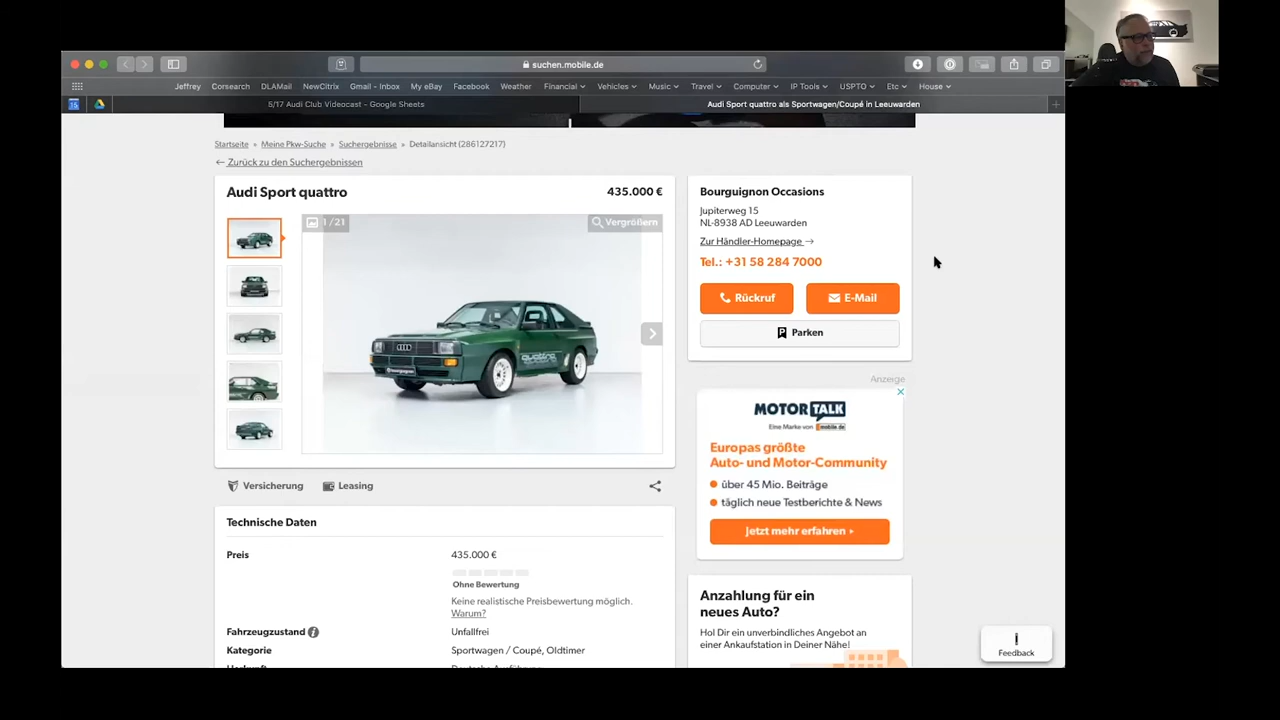 suchen.mobile.de
Jeffrey Corsearch DLAMail NewCitrix Gmail - Inbox My eBay Facebook Weather Financial Vehicles Music Travel Computer IP Tools USPTO Etc House
5/17 Audi Club Videocast - Google Sheets
Audi Sport quattro als Sportwagen/Coupé in Leeuwarden
Startseite » Meine Pkw-Suche » Suchergebnisse » Detailansicht (286127217)
← Zurück zu den Suchergebnissen
Audi Sport quattro
435.000 €
1/21
Vergrößern
quattro
Bourguignon
Versicherung
Leasing
Technische Daten
Preis
435.000 €
Ohne Bewertung
Keine realistische Preisbewertung möglich.
Warum?
Fahrzeugzustand
Unfallfrei
Kategorie
Sportwagen / Coupé, Oldtimer
Herkunft
Deutsche Ausführung
Bourguignon Occasions
Jupiterweg 15
NL-8938 AD Leeuwarden
Zur Händler-Homepage →
Tel.: +31 58 284 7000
Rückruf
E-Mail
Parken
Anzeige
MOTOR TALK
Eine Marke von mobile.de
Europas größte
Auto- und Motor-Community
über 45 Mio. Beiträge
täglich neue Testberichte & News
Jetzt mehr erfahren
Anzahlung für ein
neues Auto?
Hol Dir ein unverbindliches Angebot an
einer Ankaufstation in Deiner Nähe!
Feedback